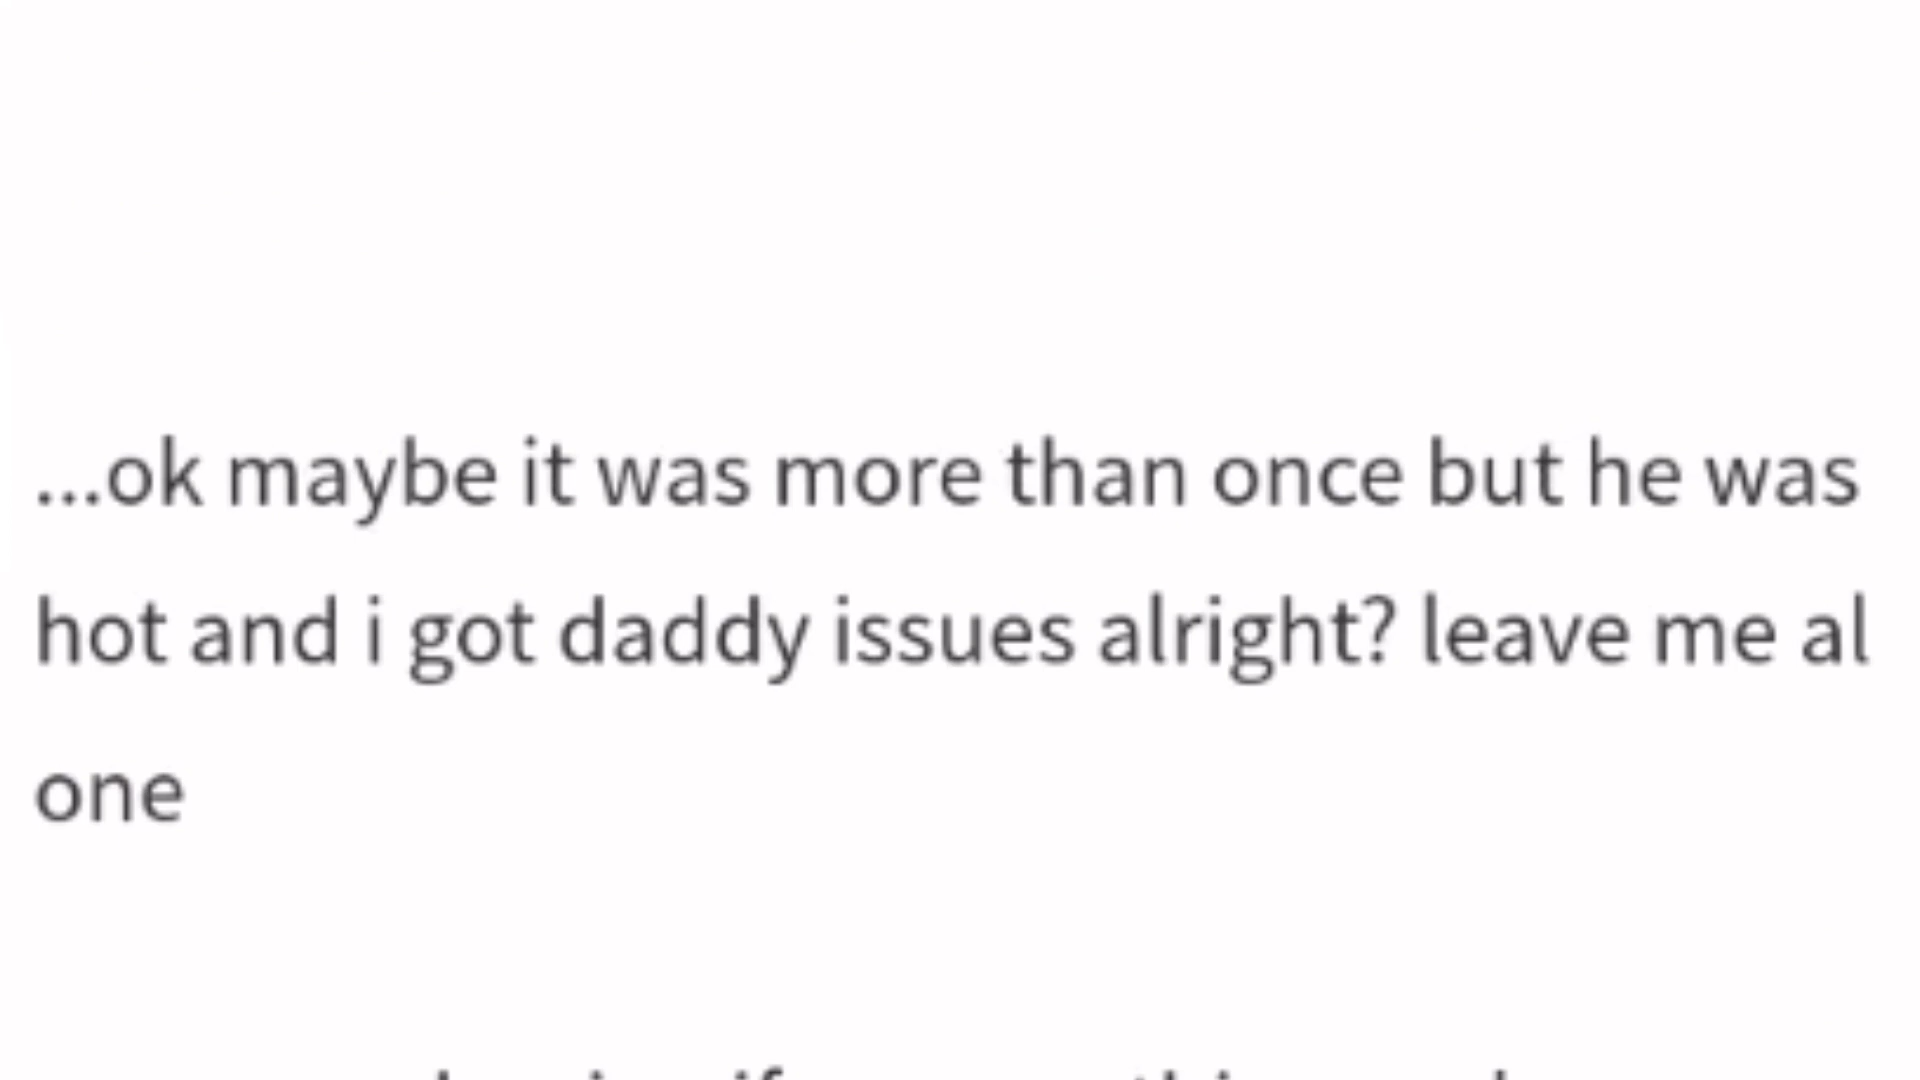 ...ok maybe it was more than once but he was
hot and i got daddy issues alright? leave me al
one